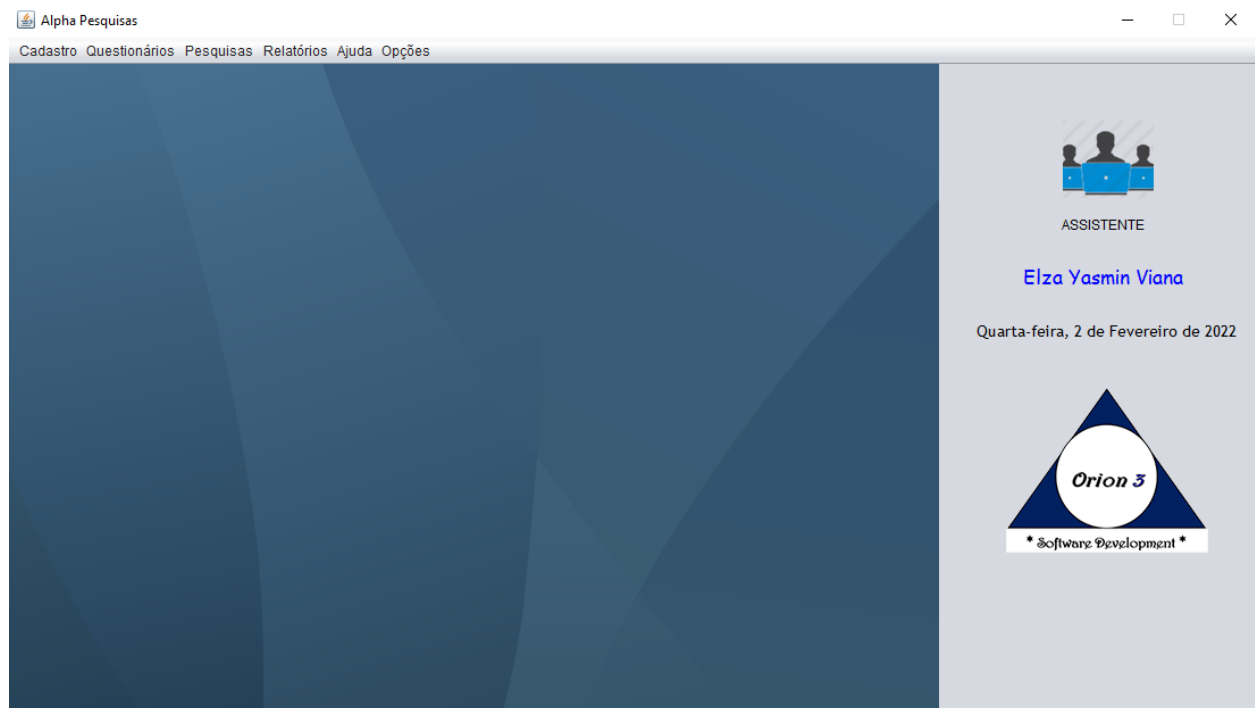 Alpha Pesquisas
Cadastro Questionários Pesquisas Relatórios Ajuda Opções
ASSISTENTE
Elza Yasmin Viana
Quarta-feira, 2 de Fevereiro de 2022
Orion 3
* Software Development *